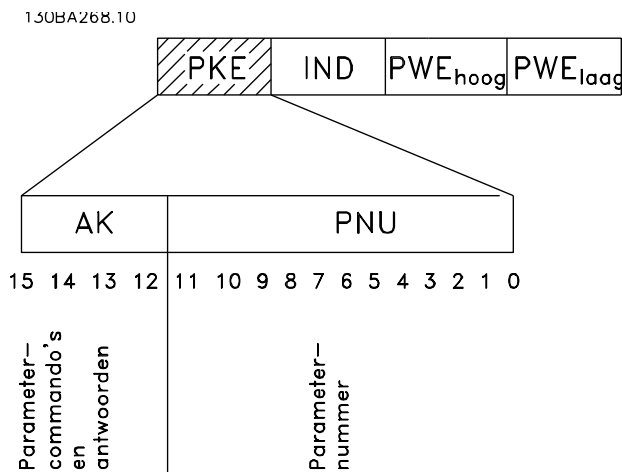 130BA268.10
PKE IND PWEhoog PWElaag
AK PNU
15 14 13 12 11 10 9 8 7 6 5 4 3 2 1 0
Parameter-
commando's
en
antwoorden
Parameter-
nummer